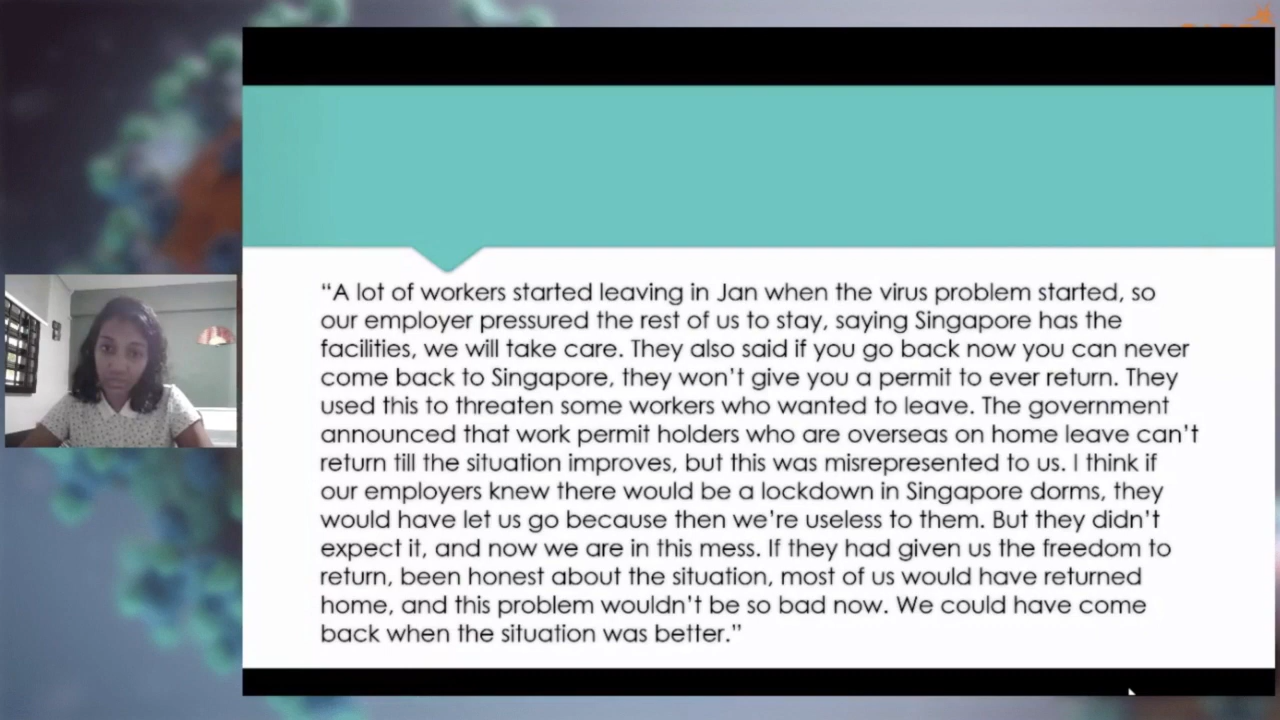 “A lot of workers started leaving in Jan when the virus problem started, so
our employer pressured the rest of us to stay, saying Singapore has the
facilities, we will take care. They also said if you go back now you can never
come back to Singapore, they won’t give you a permit to ever return. They
used this to threaten some workers who wanted to leave. The government
announced that work permit holders who are overseas on home leave can’t
return till the situation improves, but this was misrepresented to us. I think if
our employers knew there would be a lockdown in Singapore dorms, they
would have let us go because then we’re useless to them. But they didn’t
expect it, and now we are in this mess. If they had given us the freedom to
return, been honest about the situation, most of us would have returned
home, and this problem wouldn’t be so bad now. We could have come
back when the situation was better.”